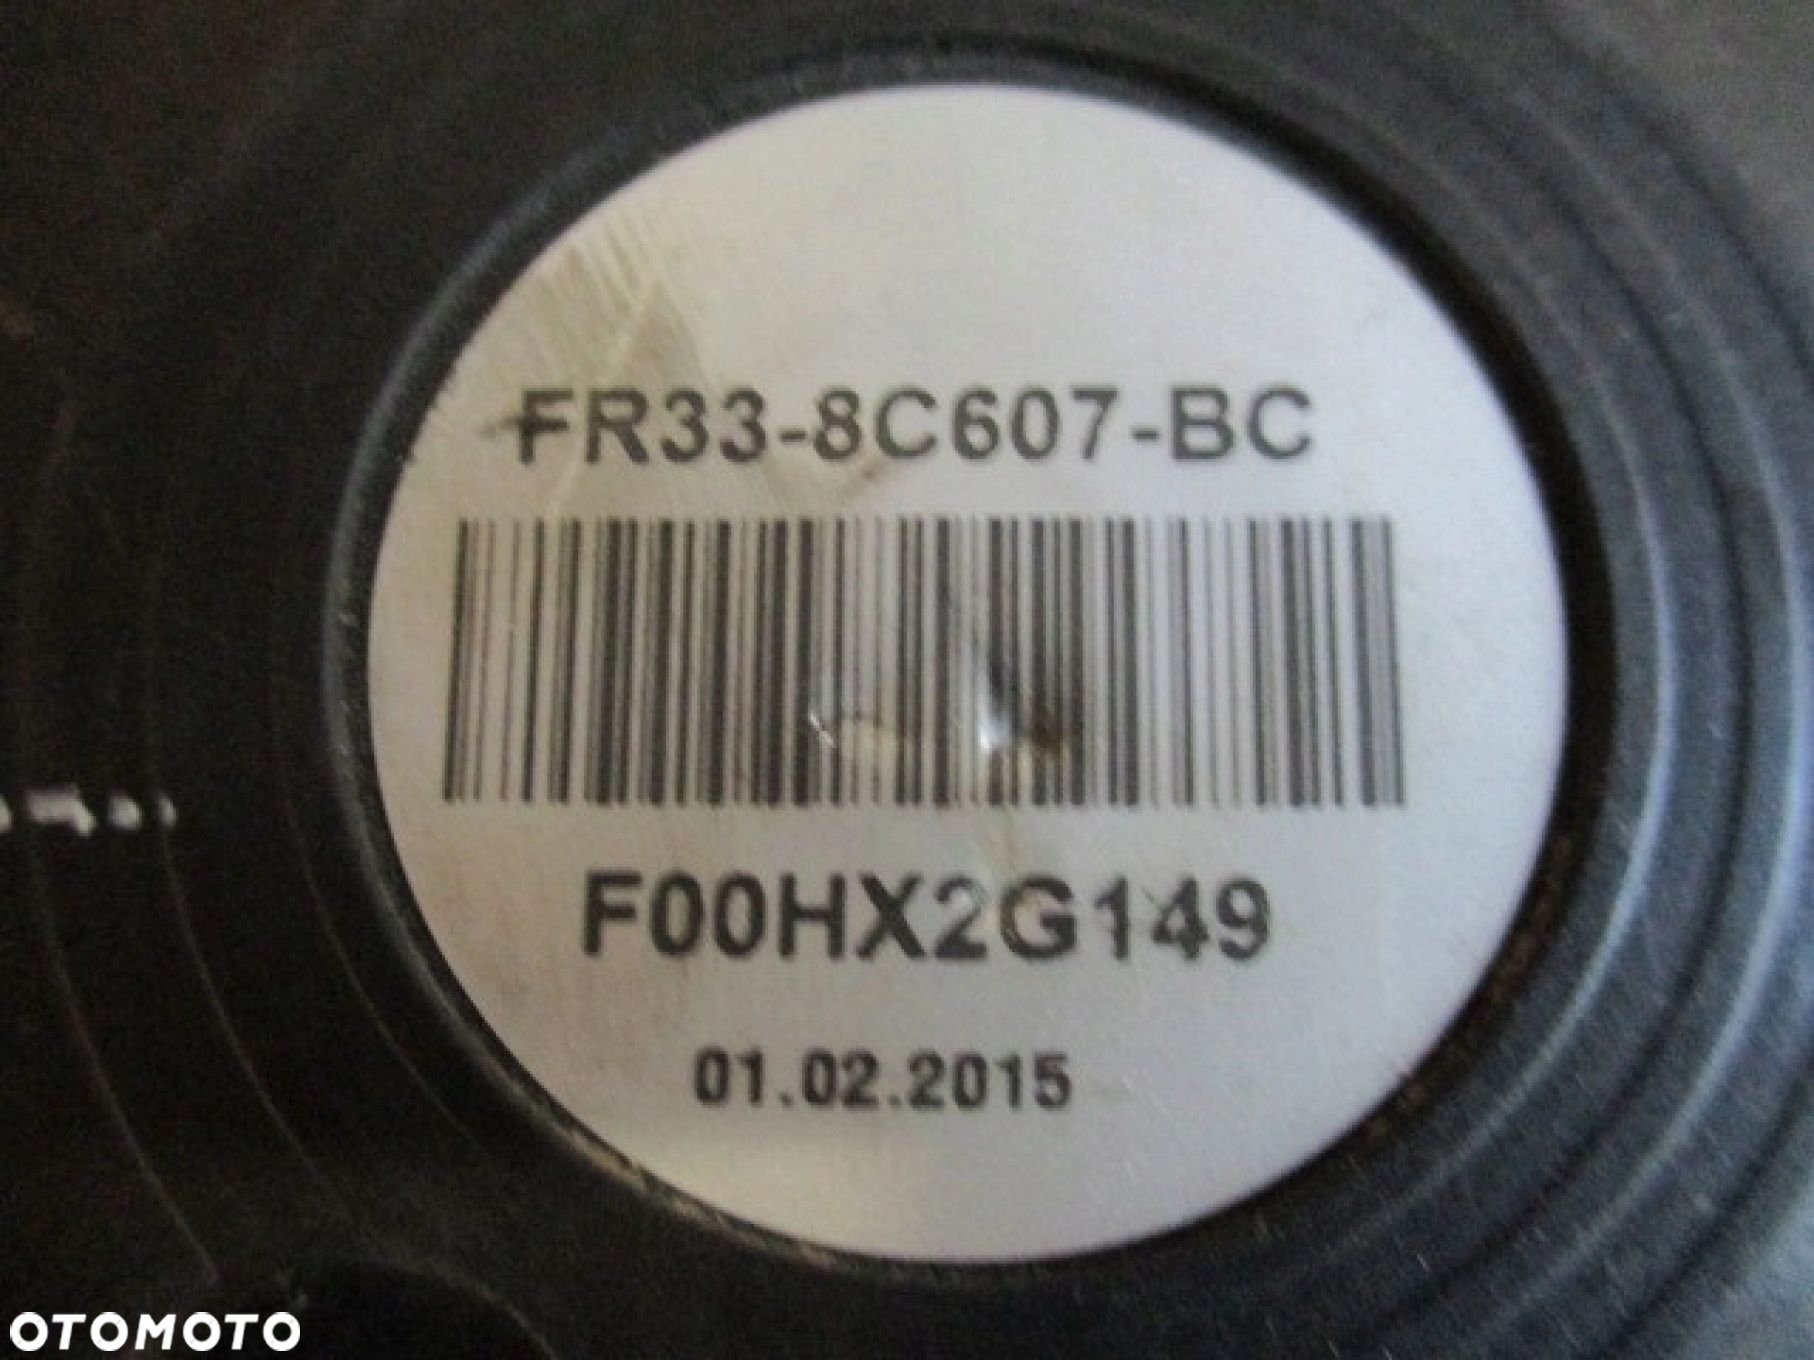 FR33-8C607-BC
F00HX2G149
01.02.2015
OTOMOTO